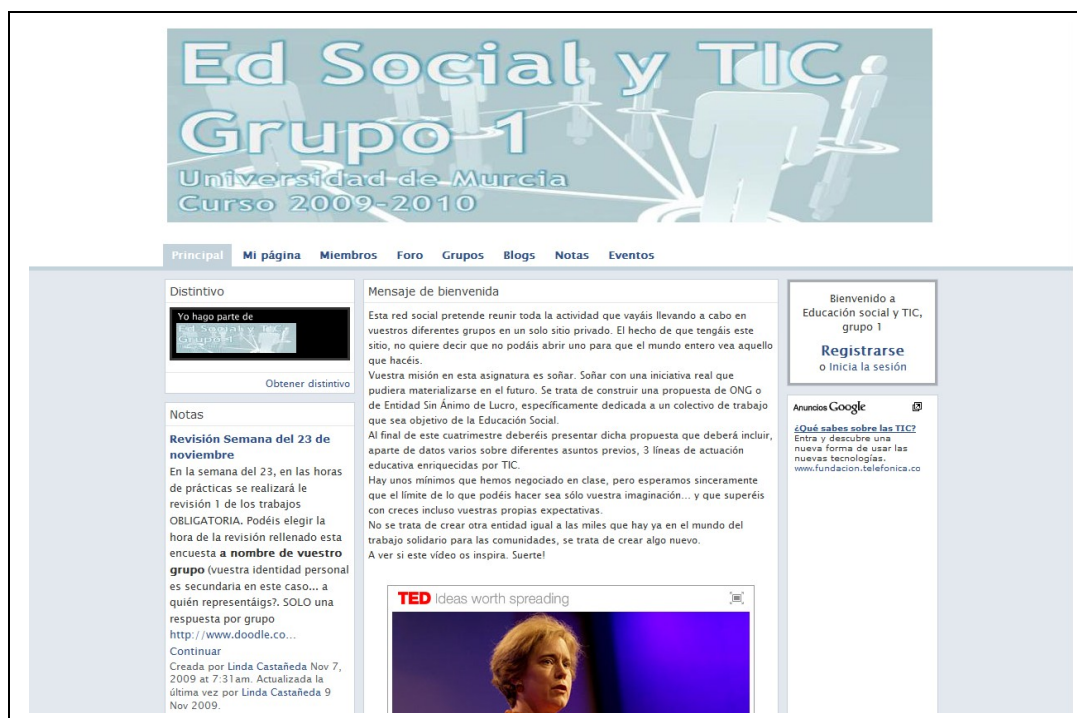 Ed Social y TIC
Grupo 1
Universidad de Murcia
Curso 2009-2010
Principal Mi página Miembros Foro Grupos Blogs Notas Eventos
Distintivo
Yo hago parte de
Ed Social y TIC
Grupo 1
Obtener distintivo
Notas
Revisión Semana del 23 de
noviembre
En la semana del 23, en las horas
de prácticas se realizará le
revisión 1 de los trabajos
OBLIGATORIA. Podéis elegir la
hora de la revisión rellenado esta
encuesta a nombre de vuestro
grupo (vuestra identidad personal
es secundaria en este caso... a
quién representáigs?. SOLO una
respuesta por grupo
http://www.doodle.co...
Continuar
Creada por Linda Castañeda Nov 7,
2009 at 7:31am. Actualizada la
última vez por Linda Castañeda 9
Nov 2009.
Mensaje de bienvenida
Esta red social pretende reunir toda la actividad que vayáis llevando a cabo en
vuestros diferentes grupos en un solo sitio privado. El hecho de que tengáis este
sitio, no quiere decir que no podáis abrir uno para que el mundo entero vea aquello
que hacéis.
Vuestra misión en esta asignatura es soñar. Soñar con una iniciativa real que
pudiera materializarse en el futuro. Se trata de construir una propuesta de ONG o
de Entidad Sin Ánimo de Lucro, específicamente dedicada a un colectivo de trabajo
que sea objetivo de la Educación Social.
Al final de este cuatrimestre deberéis presentar dicha propuesta que deberá incluir,
aparte de datos varios sobre diferentes asuntos previos, 3 líneas de actuación
educativa enriquecidas por TIC.
Hay unos mínimos que hemos negociado en clase, pero esperamos sinceramente
que el límite de lo que podéis hacer sea sólo vuestra imaginación... y que superéis
con creces incluso vuestras propias expectativas.
No se trata de crear otra entidad igual a las miles que hay ya en el mundo del
trabajo solidario para las comunidades, se trata de crear algo nuevo.
A ver si este vídeo os inspira. Suerte!
TED Ideas worth spreading
Bienvenido a
Educación social y TIC,
grupo 1
Registrarse
o Inicia la sesión
Anuncios Google
¿Qué sabes sobre las TIC?
Entra y descubre una
nueva forma de usar las
nuevas tecnologías.
www.fundacion.telefonica.co